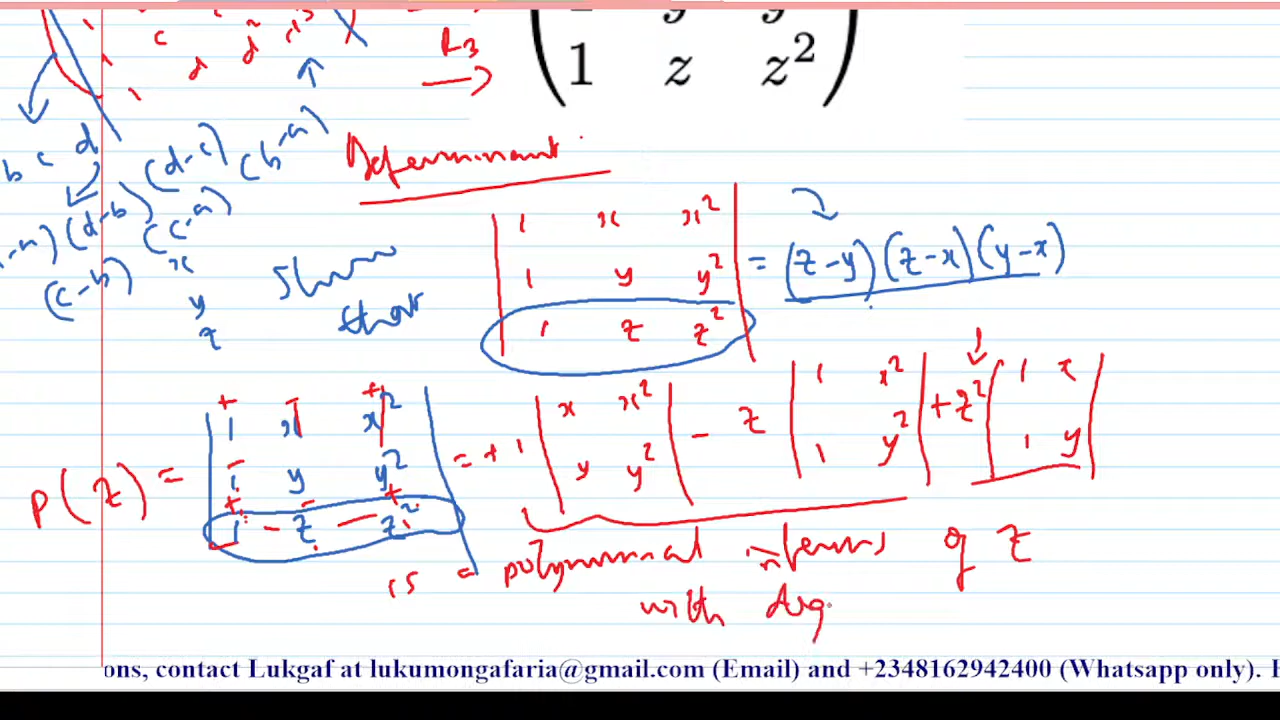 1 y y
1 z z²
R3
→
Determinant
b c d
(d-c) (b-a)
(d-b) (c-a)
(c-b)
x
y
z
Show
that
| 1 x x² |
| 1 y y² | = (z-y)(z-x)(y-x)
| 1 z z² |
P(z) = | 1 x x² | = +1 | x x² | - z | 1 x² | + z² | 1 x |
| 1 y y² | | y y² | | 1 y² | | 1 y |
| 1 z z² |
is = polynomial in terms of z
with deg
ons, contact Lukgaf at lukumongafaria@gmail.com (Email) and +2348162942400 (Whatsapp only).